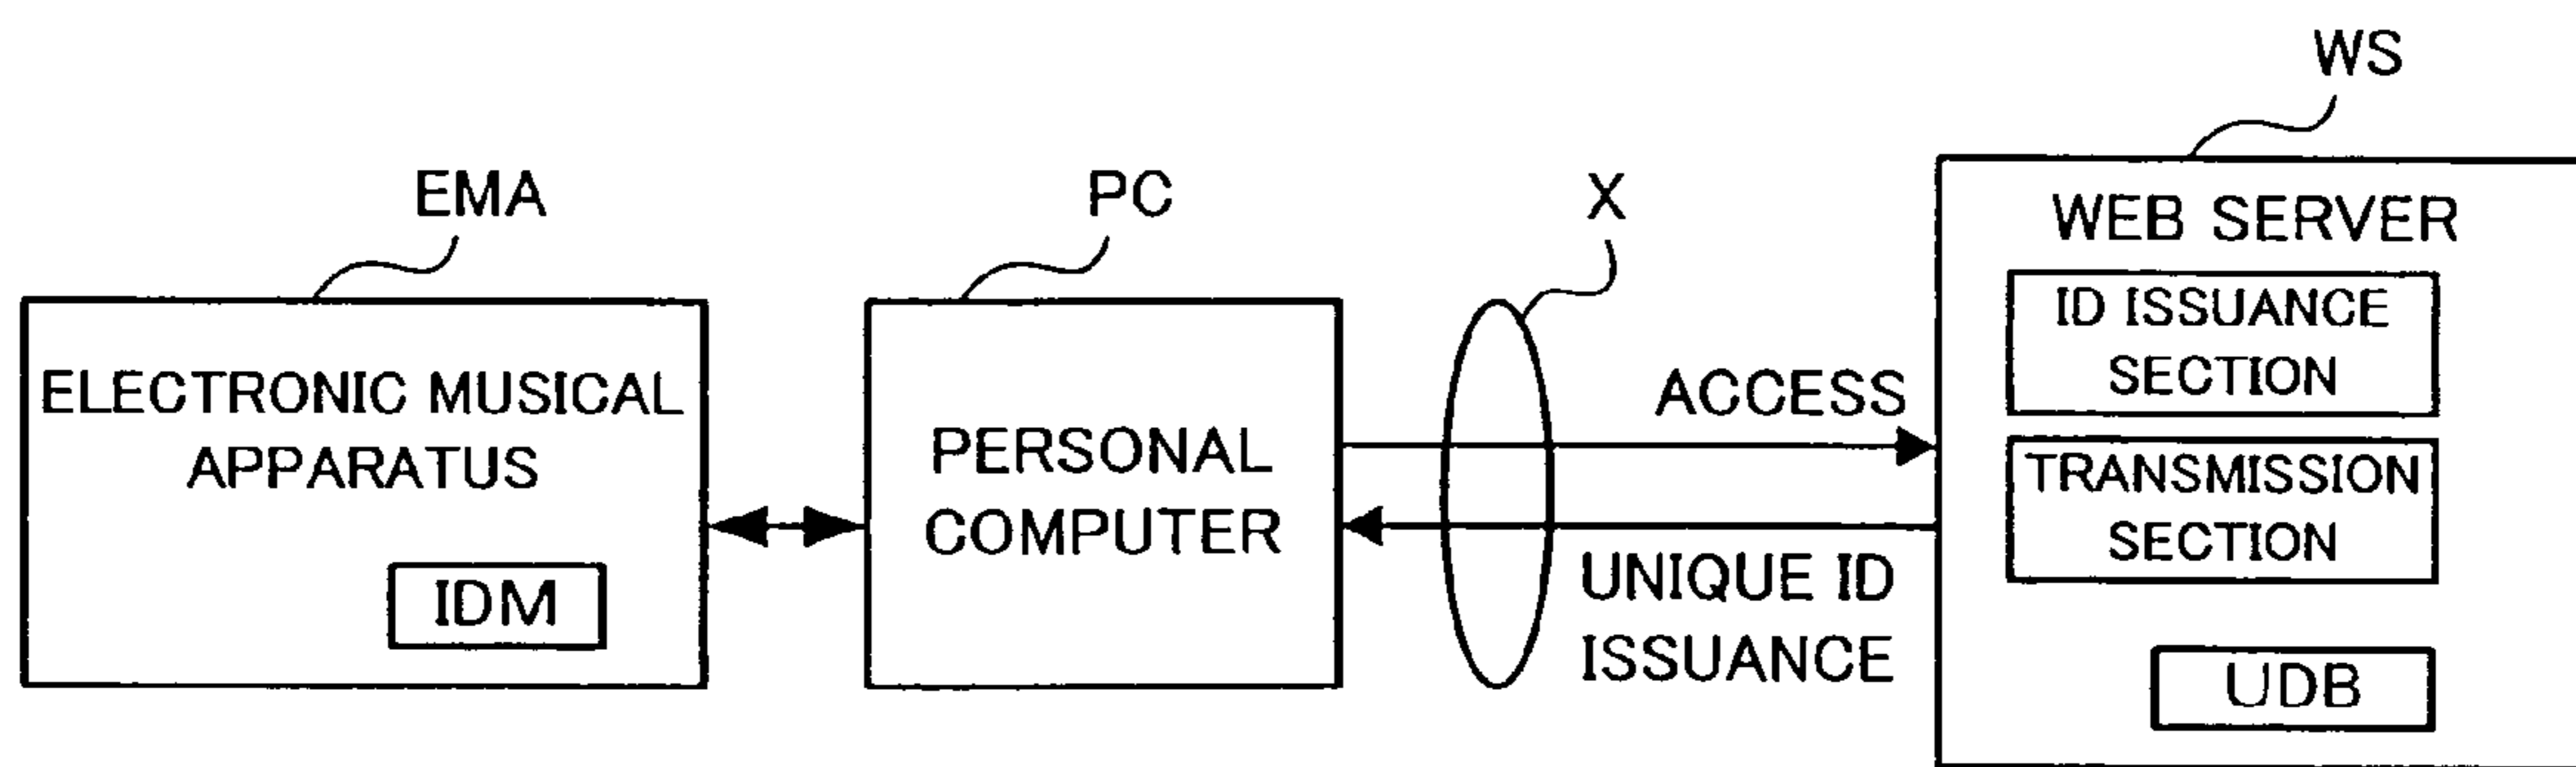 WS
EMA
PC
X
WEB SERVER
ID ISSUANCE
SECTION
ELECTRONIC MUSICAL
APPARATUS
ACCESS
PERSONAL
COMPUTER
TRANSMISSION
SECTION
IDM
UNIQUE ID
ISSUANCE
UDB